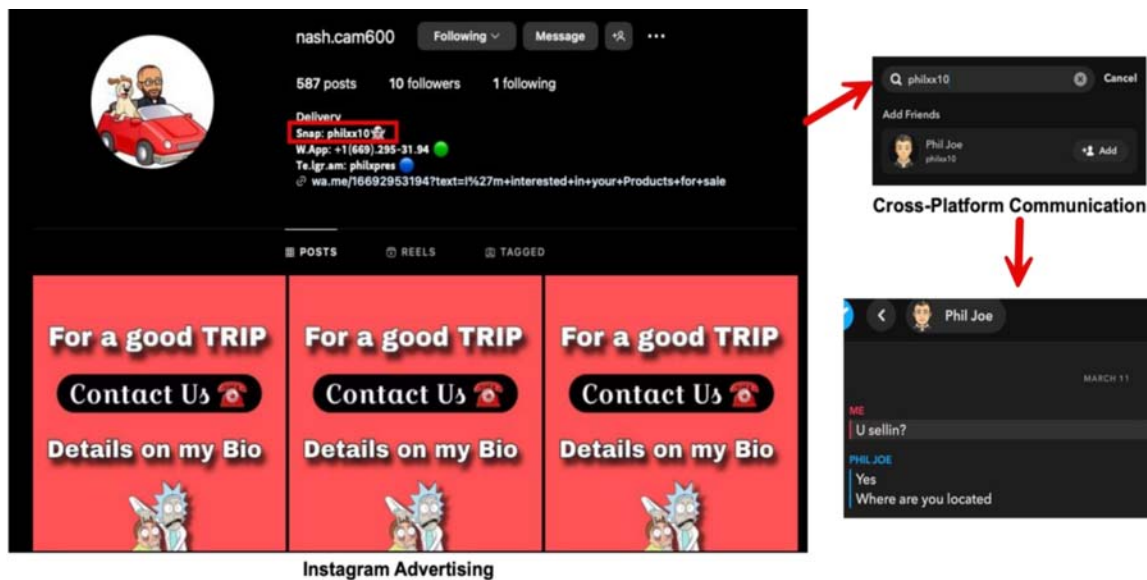 nash.cam600
Following
Message
587 posts
10 followers
1 following
Delivery
Snap: philxx10
W.App: +1(669).295-31.94
Te.lgr.am: philxpres
wa.me/16692953194?text=I%27m+interested+in+your+Products+for+sale
POSTS
REELS
TAGGED
For a good TRIP
Contact Us
Details on my Bio
For a good TRIP
Contact Us
Details on my Bio
For a good TRIP
Contact Us
Details on my Bio
Instagram Advertising
philxx10
Cancel
Add Friends
Phil Joe
philxx10
Add
Cross-Platform Communication
Phil Joe
MARCH 11
ME
U sellin?
PHIL JOE
Yes
Where are you located